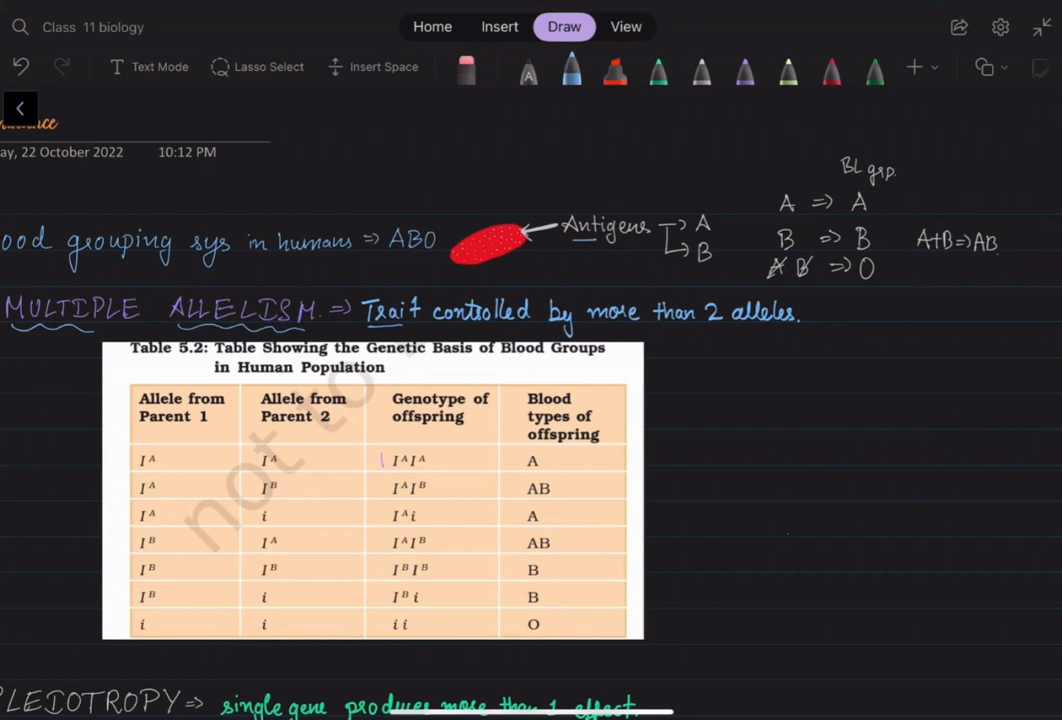 Class 11 biology
Home Insert Draw View
T Text Mode Lasso Select Insert Space A
ay, 22 October 2022 10:12 PM
BL grp.
A => A
ood grouping sys in humans => ABO Antigens A
B
B => B A+B=>AB
A B => O
MULTIPLE ALLELISM. => Trait controlled by more than 2 alleles.
Table 5.2: Table Showing the Genetic Basis of Blood Groups
in Human Population
Allele from Parent 1 Allele from Parent 2 Genotype of offspring Blood types of offspring
I^A I^A I^A I^A A
I^A I^B I^A I^B AB
I^A i I^A i A
I^B I^A I^A I^B AB
I^B I^B I^B I^B B
I^B i I^B i B
i i i i O
not to
PLEIOTROPY => single gene produces more than 1 effect.